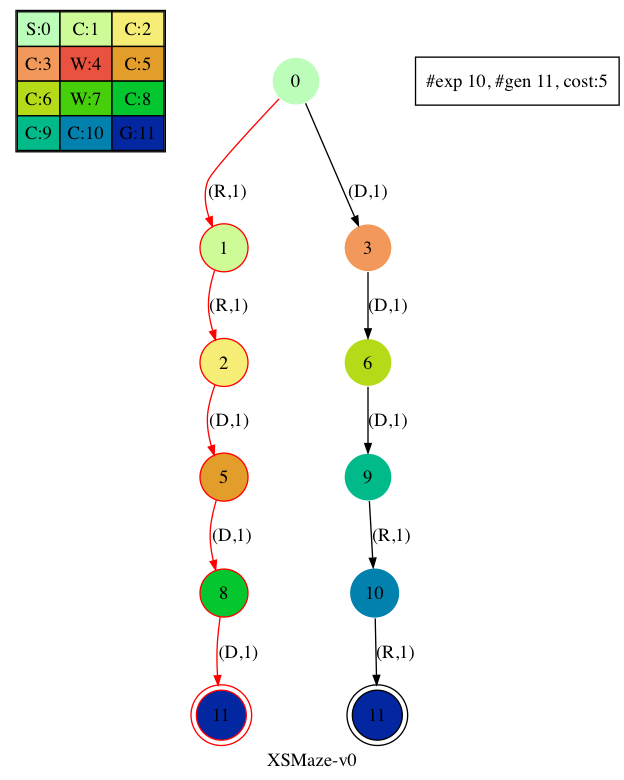 S:0 C:1 C:2
C:3 W:4 C:5
C:6 W:7 C:8
C:9 C:10 G:11
#exp 10, #gen 11, cost:5
0
(R,1) (D,1)
1 3
(R,1) (D,1)
2 6
(D,1) (D,1)
5 9
(D,1) (R,1)
8 10
(D,1) (R,1)
11 11
XSMaze-v0